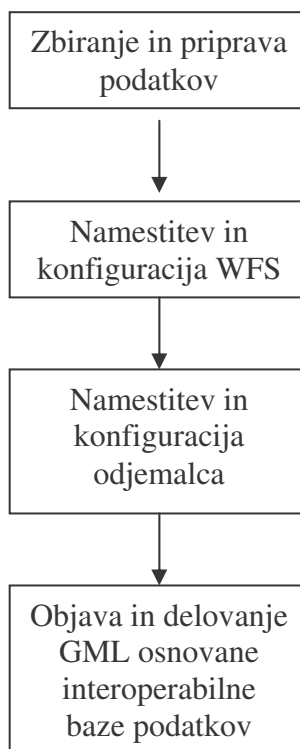 Zbiranje in priprava
podatkov
Namestitev in
konfiguracija WFS
Namestitev in
konfiguracija
odjemalca
Objava in delovanje
GML osnovane
interoperabilne
baze podatkov